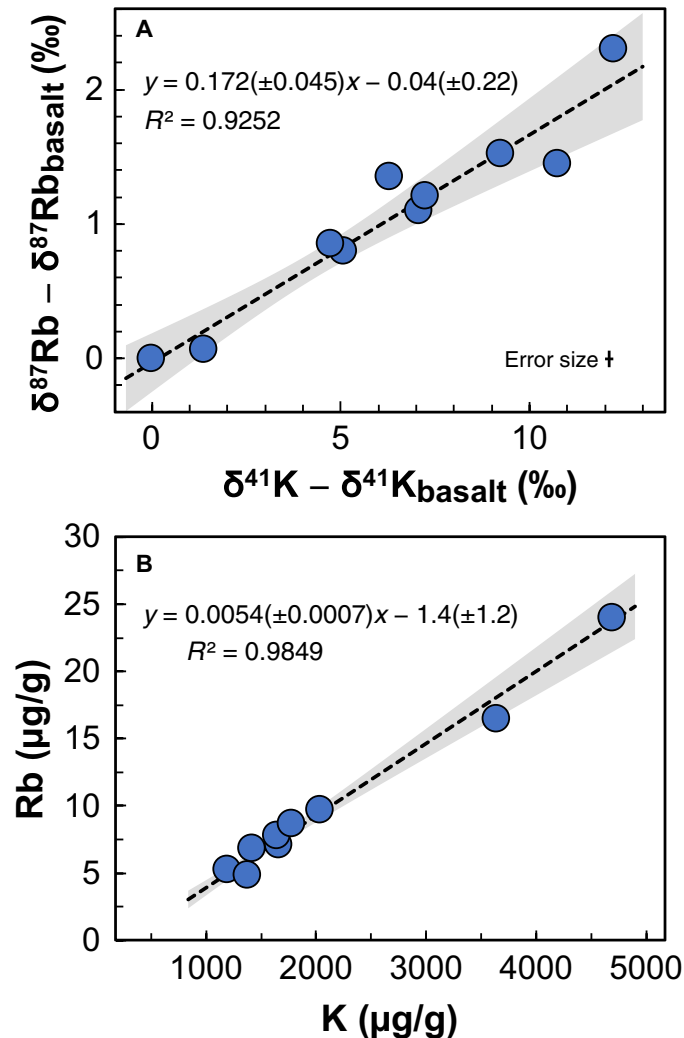 A
y = 0.172(±0.045)x – 0.04(±0.22)
R² = 0.9252
δ⁸⁷Rb – δ⁸⁷Rbbasalt (‰)
2
1
0
Error size
0 5 10
δ⁴¹K – δ⁴¹Kbasalt (‰)
B
y = 0.0054(±0.0007)x – 1.4(±1.2)
R² = 0.9849
Rb (µg/g)
30
25
20
15
10
5
0
1000 2000 3000 4000 5000
K (µg/g)